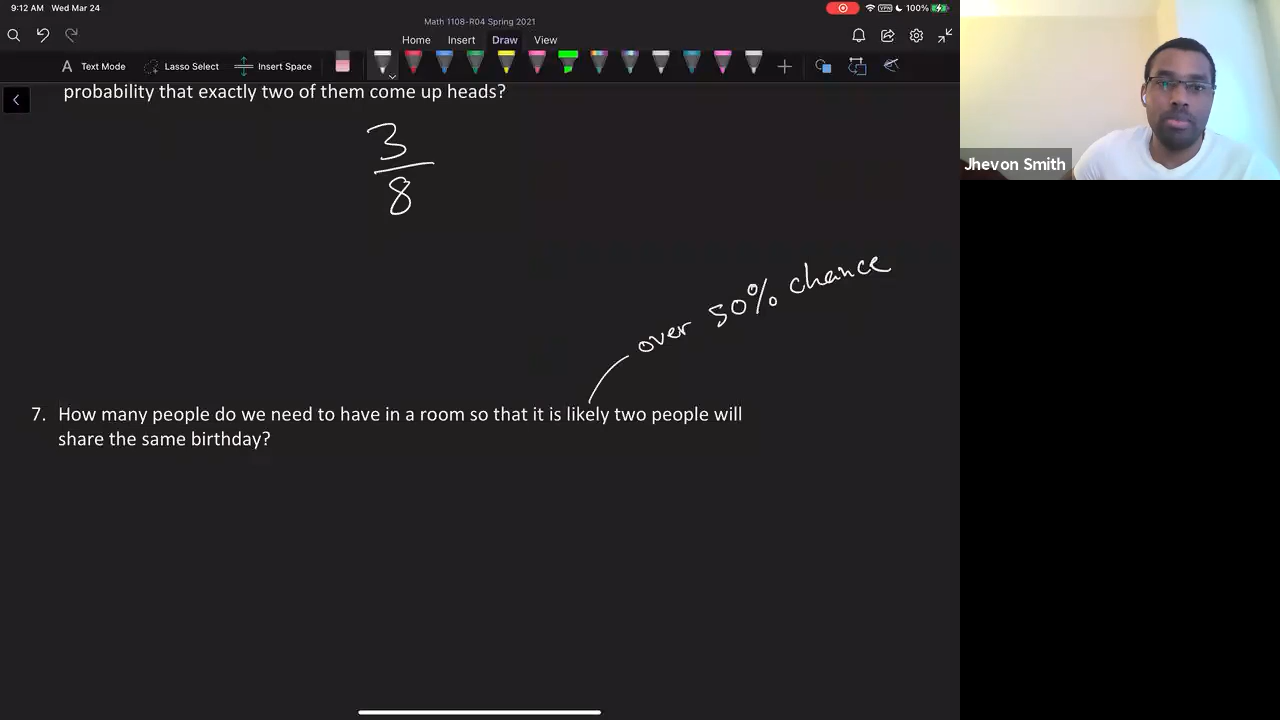 9:12 AM Wed Mar 24
100%
Math 1108-R04 Spring 2021
Home Insert Draw View
Text Mode Lasso Select Insert Space
probability that exactly two of them come up heads?
3
8
over 50% chance
7. How many people do we need to have in a room so that it is likely two people will
share the same birthday?
Jhevon Smith